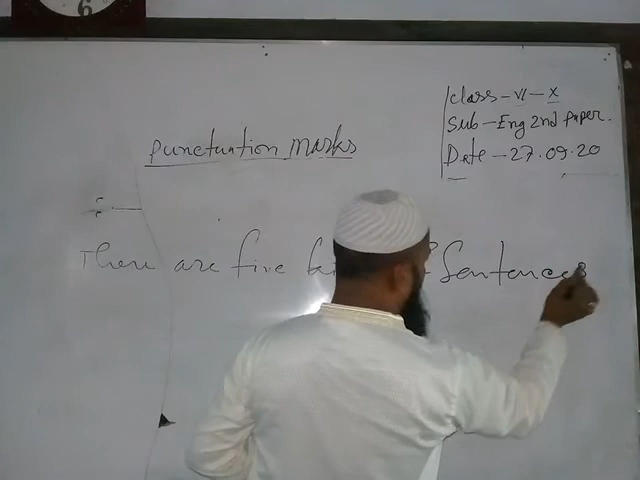 6
Class - VI - X
Sub - Eng 2nd paper.
Date - 27.09.20
Punctuation Marks
There are five Sentences